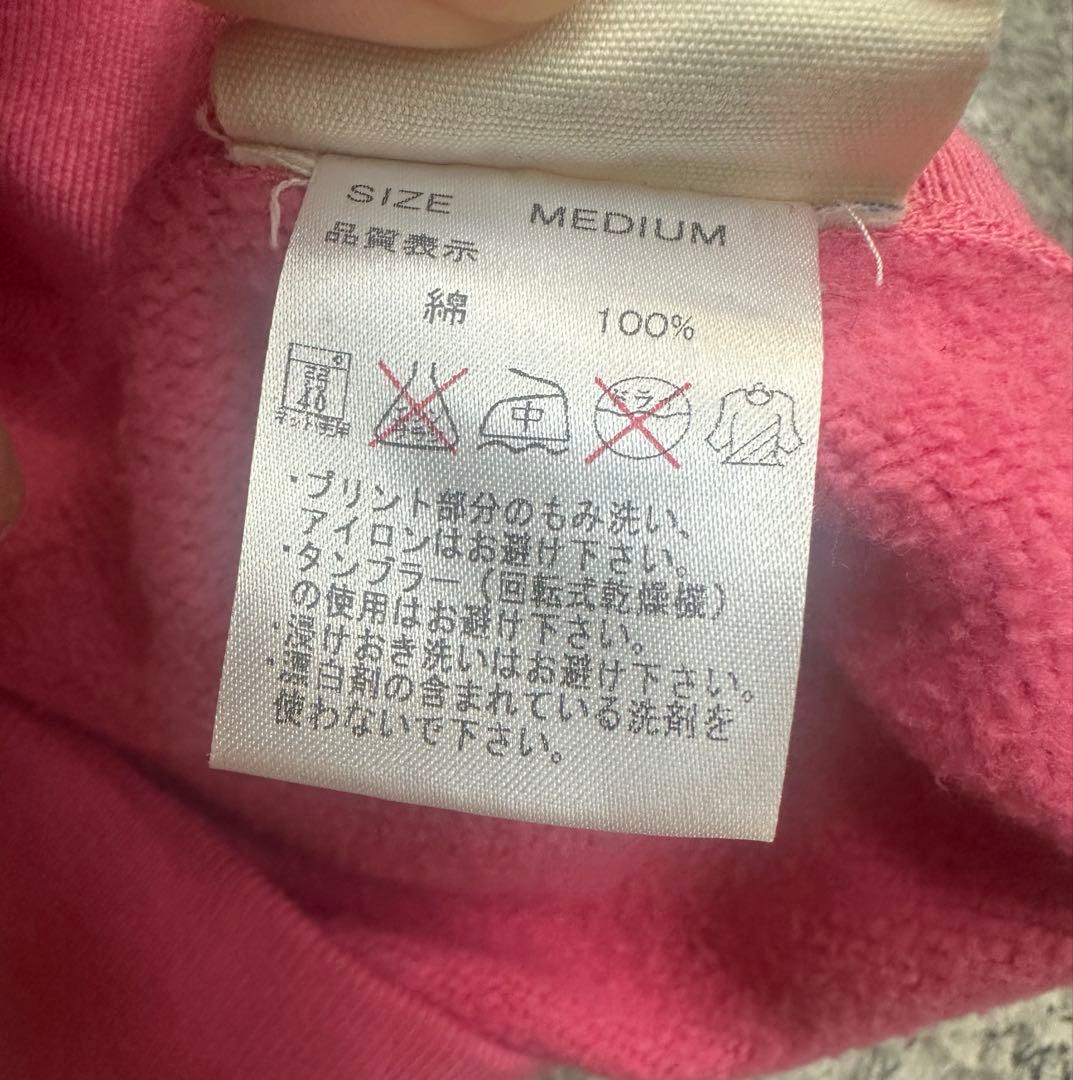 SIZE MEDIUM
品質表示
綿 100%
中
・プリント部分のもみ洗い、
アイロンはお避け下さい。
・タンブラー（回転式乾燥機）
の使用はお避け下さい。
・浸けおき洗いはお避け下さい。
・漂白剤の含まれている洗剤を
使わないで下さい。